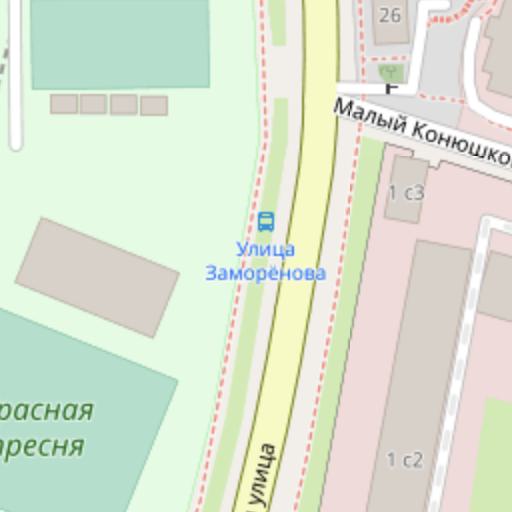 26
Малый Конюшко
1 с3
Улица
Заморёнова
расная
ресня
1 с2
улица